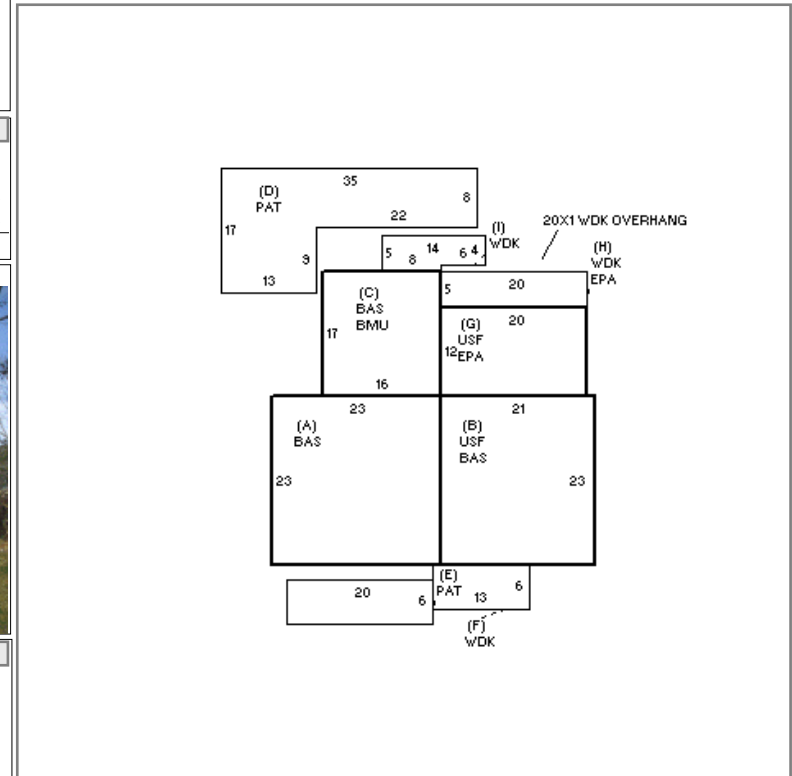 35
(D)
PAT
8
22
17
9
13
20X1 WDK OVERHANG
(I)
WDK
5
8
14
6
4
(H)
WDK
EPA
20
5
(C)
BAS
BMU
17
16
20
(G)
USF
EPA
12
23
(A)
BAS
23
21
(B)
USF
BAS
23
20
6
(E)
PAT
13
6
(F)
WDK